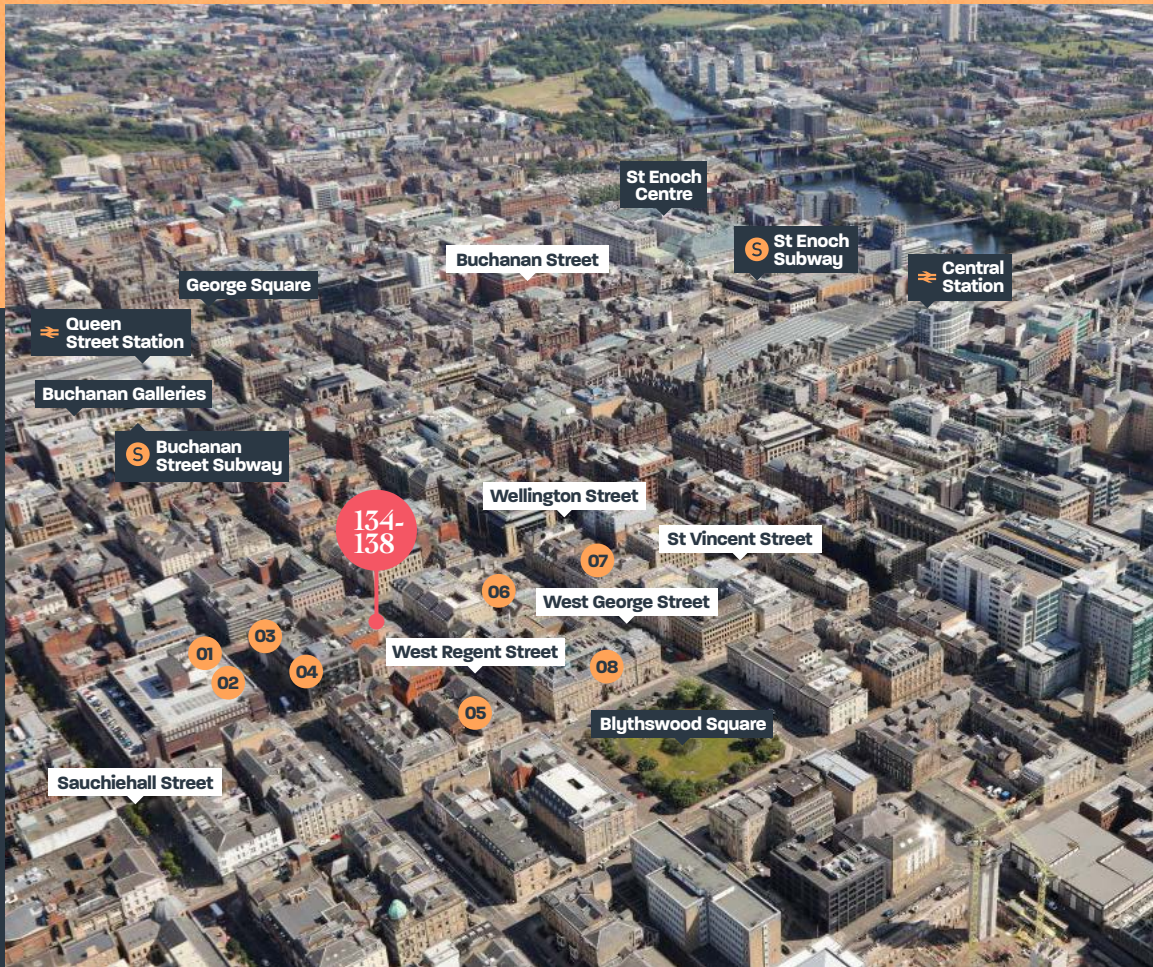 St Enoch
Centre
Buchanan Street
S St Enoch
Subway
Central
Station
George Square
Queen
Street Station
Buchanan Galleries
S Buchanan
Street Subway
134-
138
Wellington Street
St Vincent Street
07
06
West George Street
03
01
02
04
West Regent Street
08
05
Blythswood Square
Sauchiehall Street